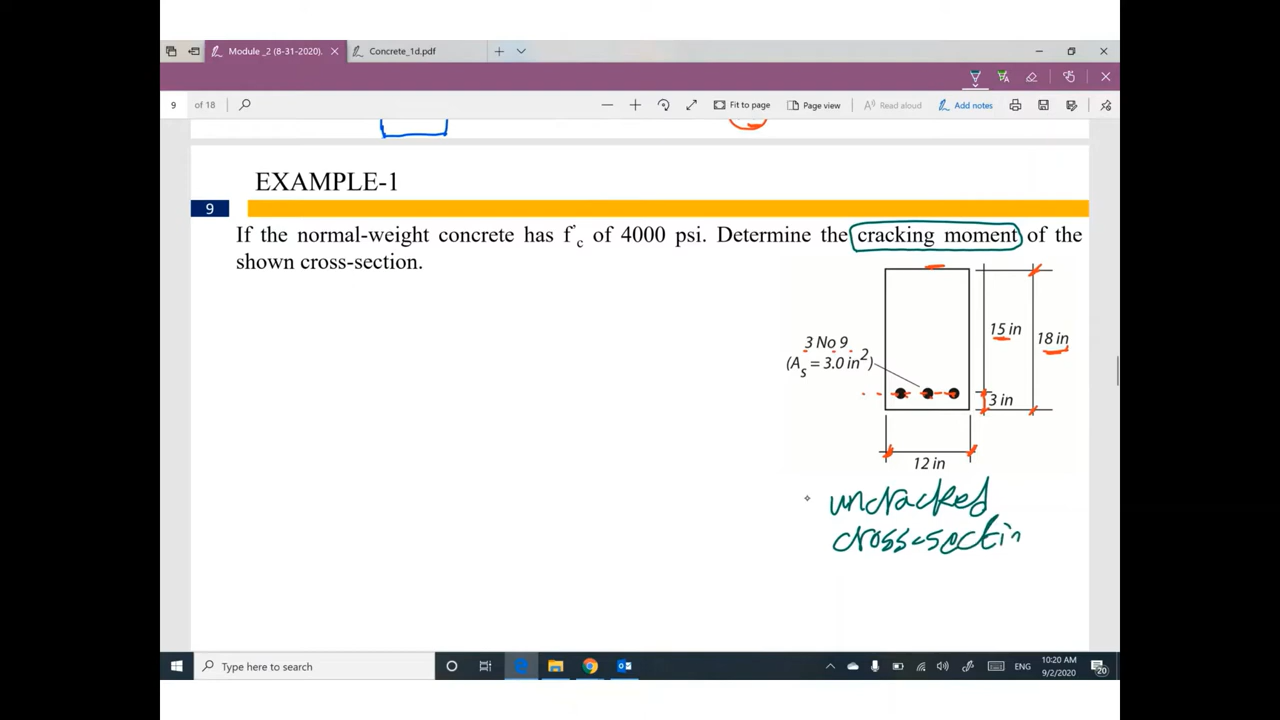 Module _2 (8-31-2020).
Concrete_1d.pdf
9 of 18
Fit to page
Page view
Read aloud
Add notes
EXAMPLE-1
9
If the normal-weight concrete has f'c of 4000 psi. Determine the cracking moment of the
shown cross-section.
15 in
18 in
3 No 9
(As = 3.0 in2)
3 in
12 in
uncracked
cross-sectin
Type here to search
ENG
10:20 AM
9/2/2020
20